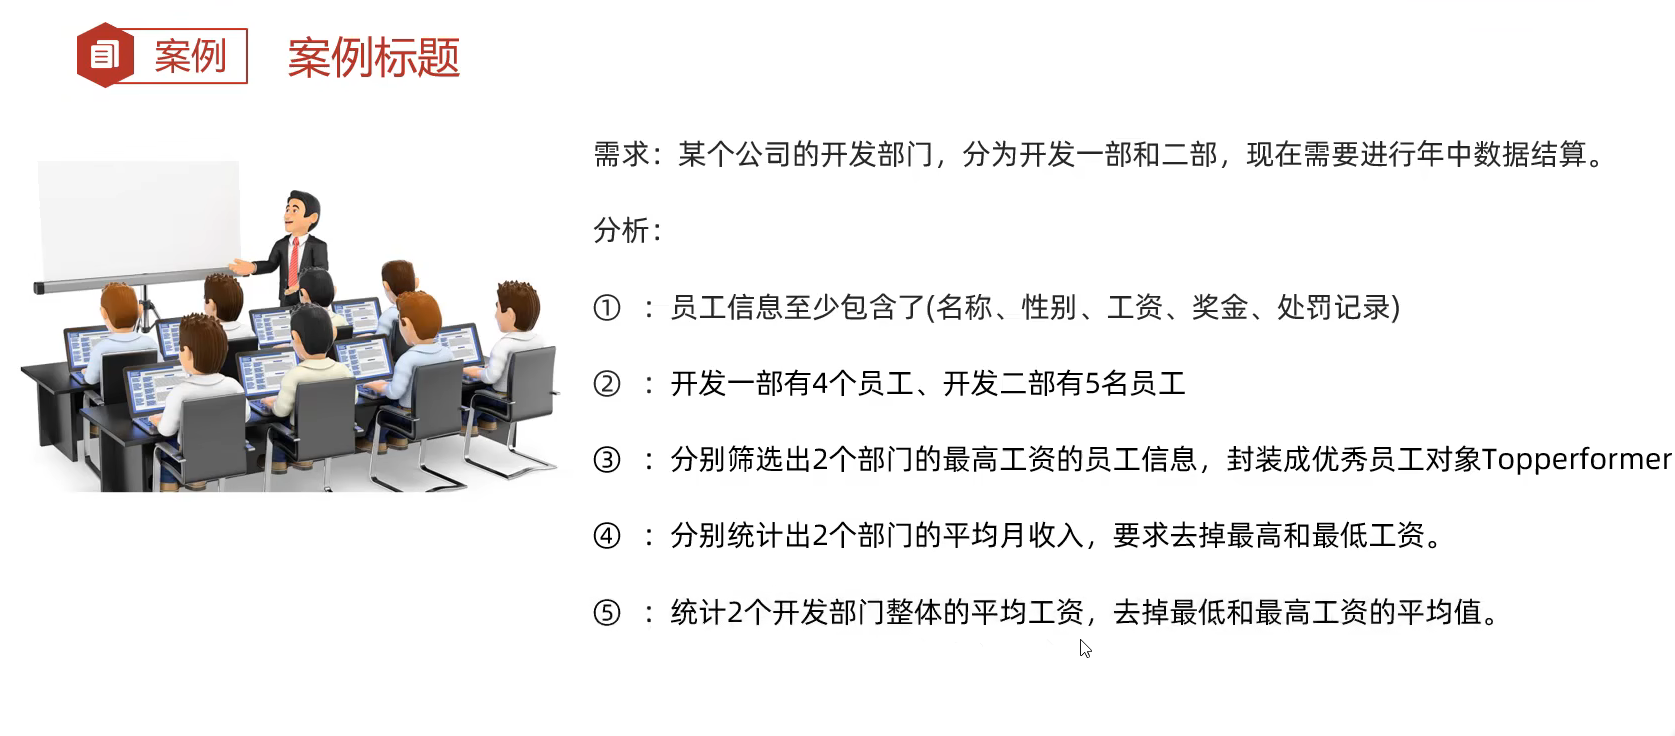 案例 案例标题
需求：某个公司的开发部门，分为开发一部和二部，现在需要进行年中数据结算。
分析：
① ：员工信息至少包含了(名称、性别、工资、奖金、处罚记录)
② ：开发一部有4个员工、开发二部有5名员工
③ ：分别筛选出2个部门的最高工资的员工信息，封装成优秀员工对象Topperformer
④ ：分别统计出2个部门的平均月收入，要求去掉最高和最低工资。
⑤ ：统计2个开发部门整体的平均工资，去掉最低和最高工资的平均值。